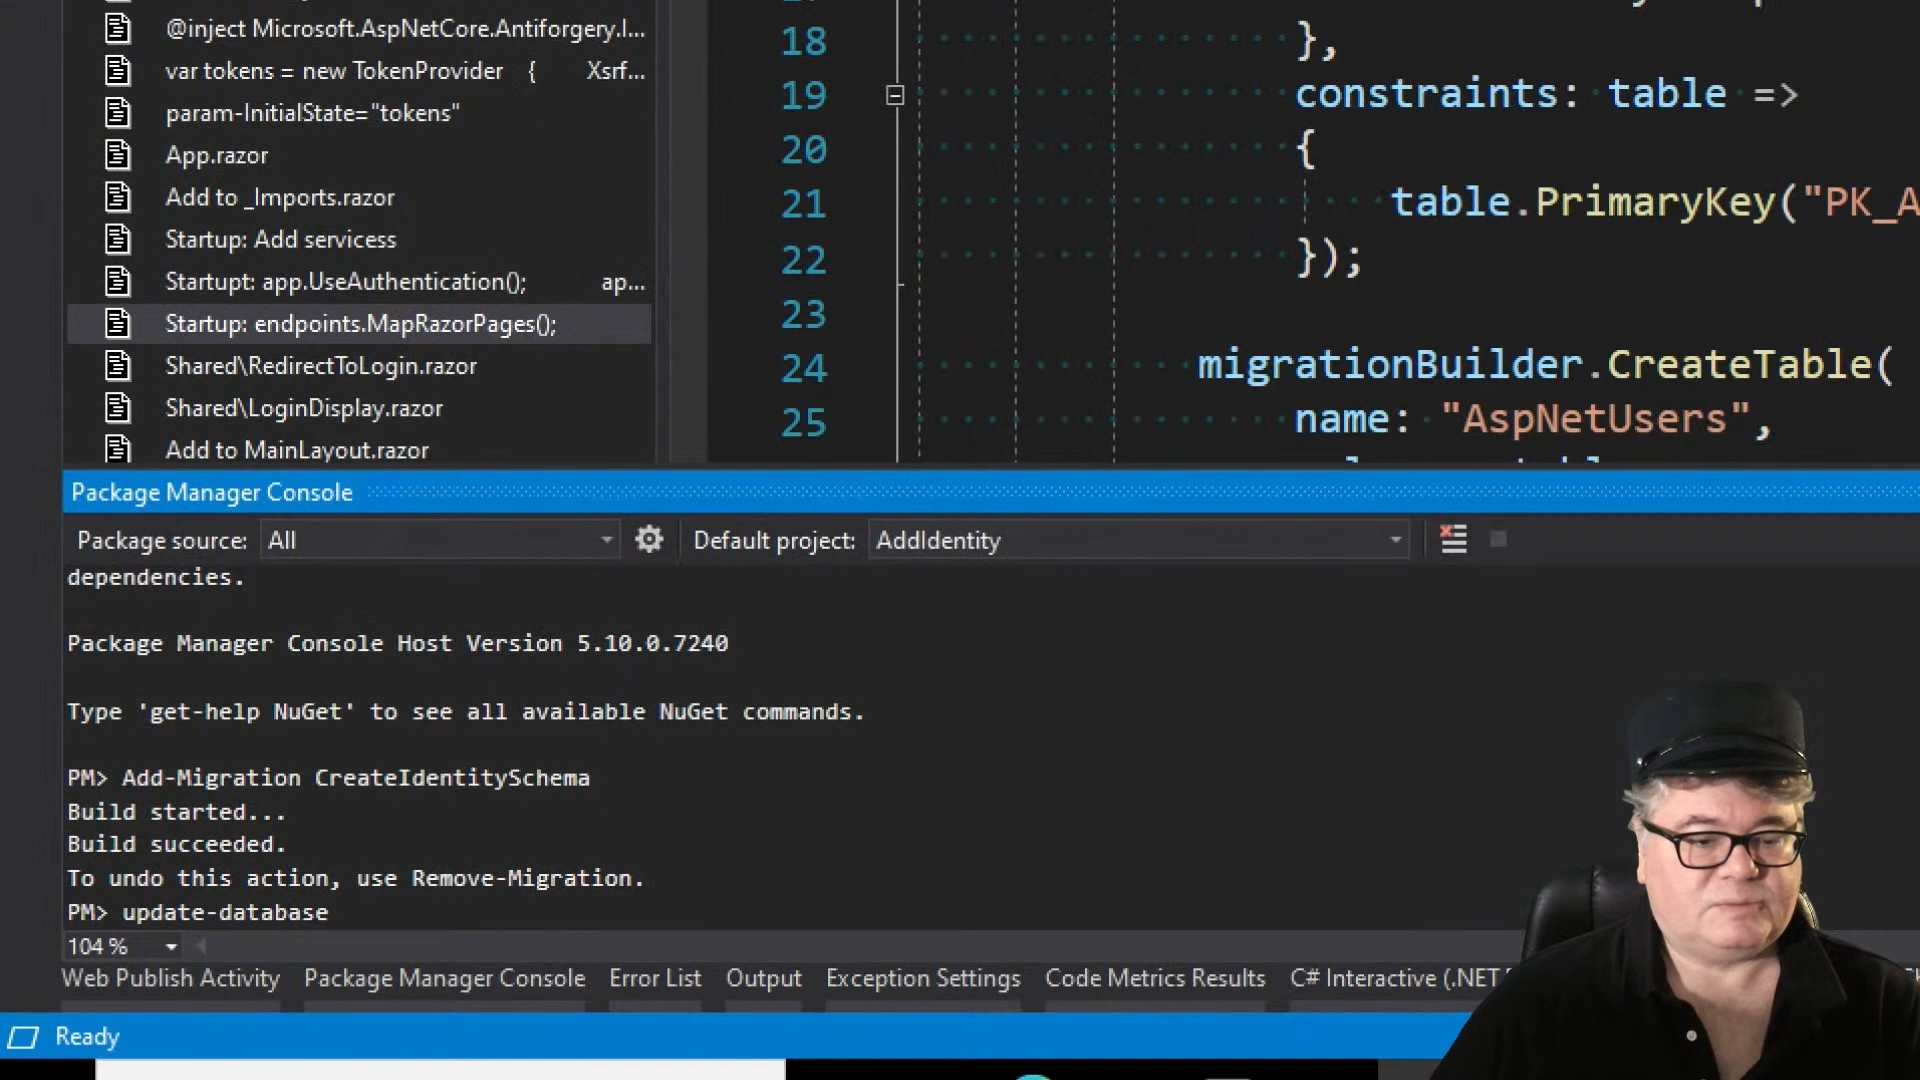 @inject Microsoft.AspNetCore.Antiforgery.I...
var tokens = new TokenProvider { Xsrf...
param-InitialState="tokens"
App.razor
Add to _Imports.razor
Startup: Add servicess
Startupt: app.UseAuthentication(); ap...
Startup: endpoints.MapRazorPages();
Shared\RedirectToLogin.razor
Shared\LoginDisplay.razor
Add to MainLayout.razor
18 },
19 constraints: table =>
20 {
21 table.PrimaryKey("PK_A
22 });
23
24 migrationBuilder.CreateTable(
25 name: "AspNetUsers",
Package Manager Console
Package source: All Default project: AddIdentity
dependencies.
Package Manager Console Host Version 5.10.0.7240
Type 'get-help NuGet' to see all available NuGet commands.
PM> Add-Migration CreateIdentitySchema
Build started...
Build succeeded.
To undo this action, use Remove-Migration.
PM> update-database
104 %
Web Publish Activity Package Manager Console Error List Output Exception Settings Code Metrics Results C# Interactive (.NET
Ready